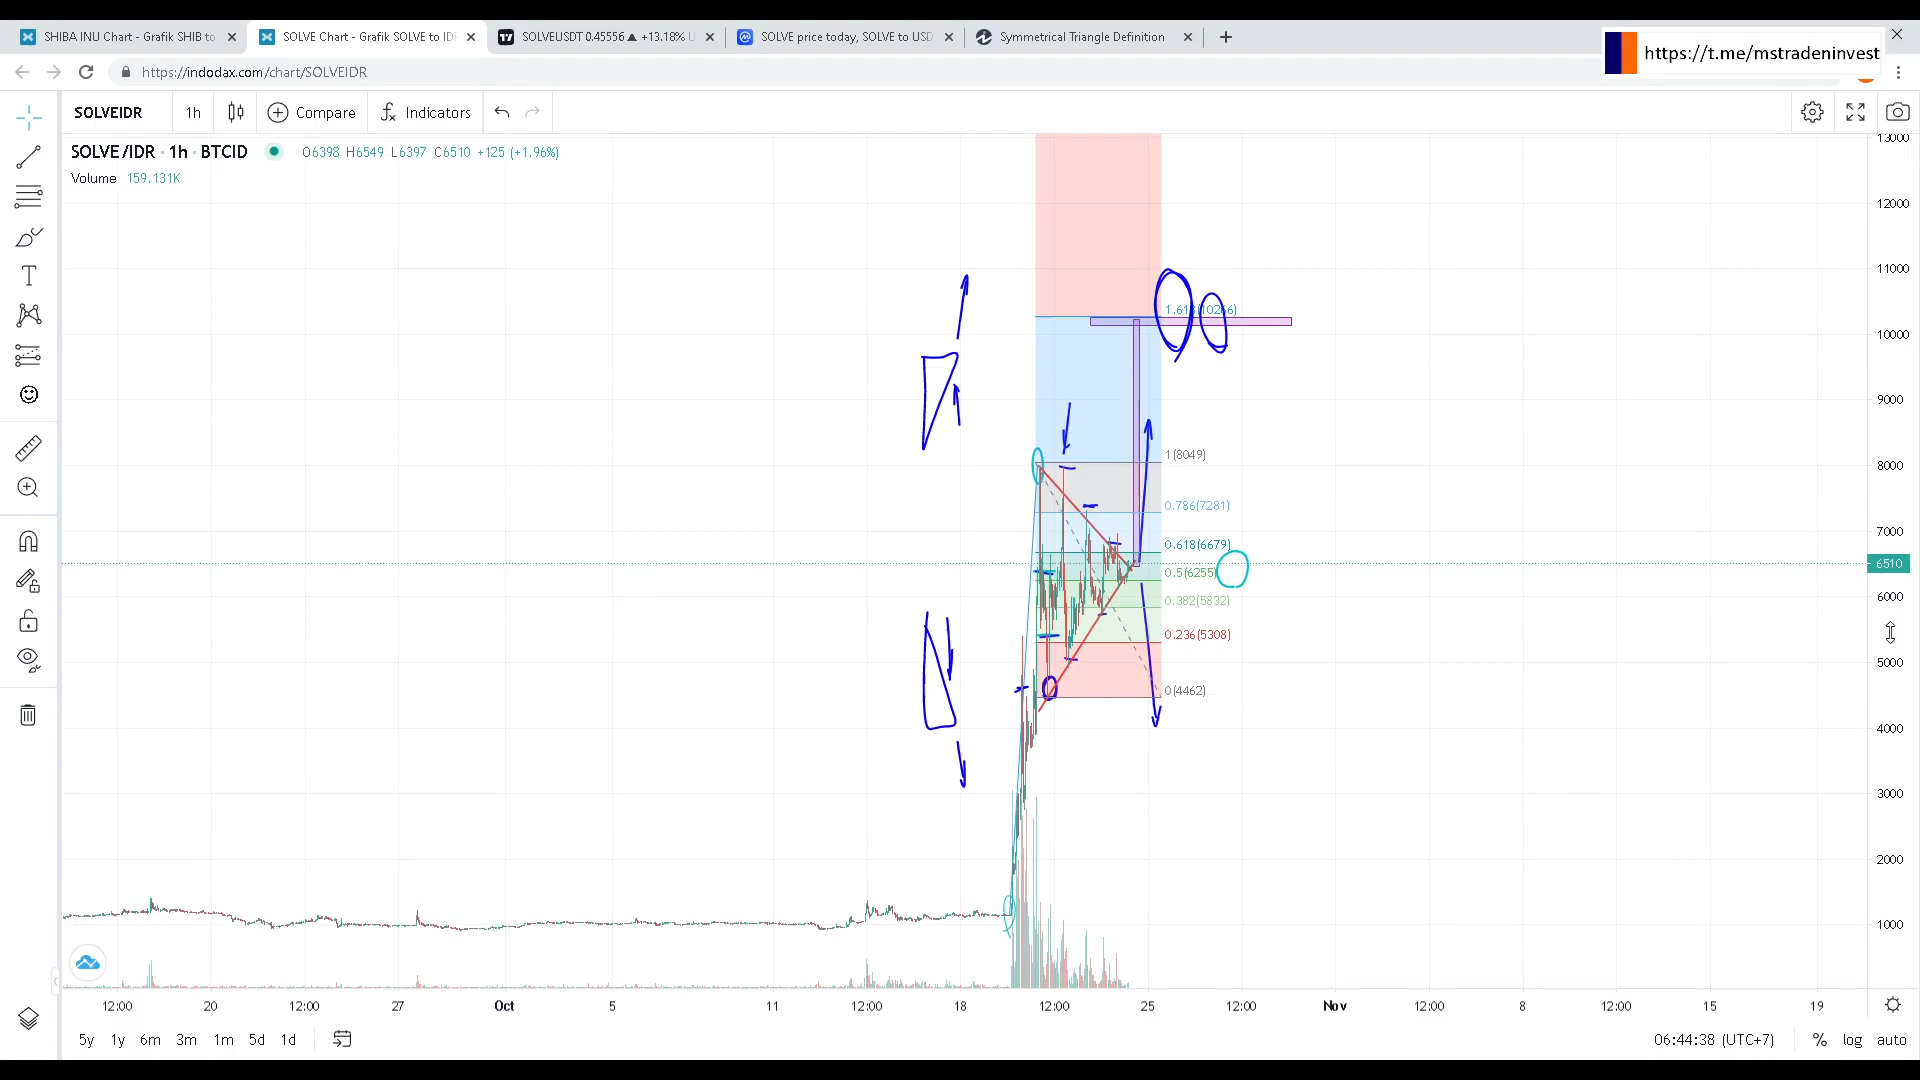 SHIBA INU Chart - Grafik SHIB to
SOLVE Chart - Grafik SOLVE to IDR
SOLVEUSDT 0.45556 ▲ +13.18% U
SOLVE price today, SOLVE to USD
Symmetrical Triangle Definition
https://t.me/mstradeninvest
https://indodax.com/chart/SOLVEIDR
SOLVEIDR 1h Compare Indicators
SOLVE/IDR · 1h · BTCID O6398 H6549 L6397 C6510 +125 (+1.96%)
Volume 159.131K
13000
12000
11000
1.618(10266)
10000
9000
1(8049)
8000
0.786(7281)
7000
0.618(6679)
6510
0.5(6255)
0.382(5832)
6000
0.236(5308)
5000
0(4462)
4000
3000
2000
1000
12:00 20 12:00 27 Oct 5 11 12:00 18 12:00 25 12:00 Nov 12:00 8 12:00 15 19
5y 1y 6m 3m 1m 5d 1d 06:44:38 (UTC+7) % log auto